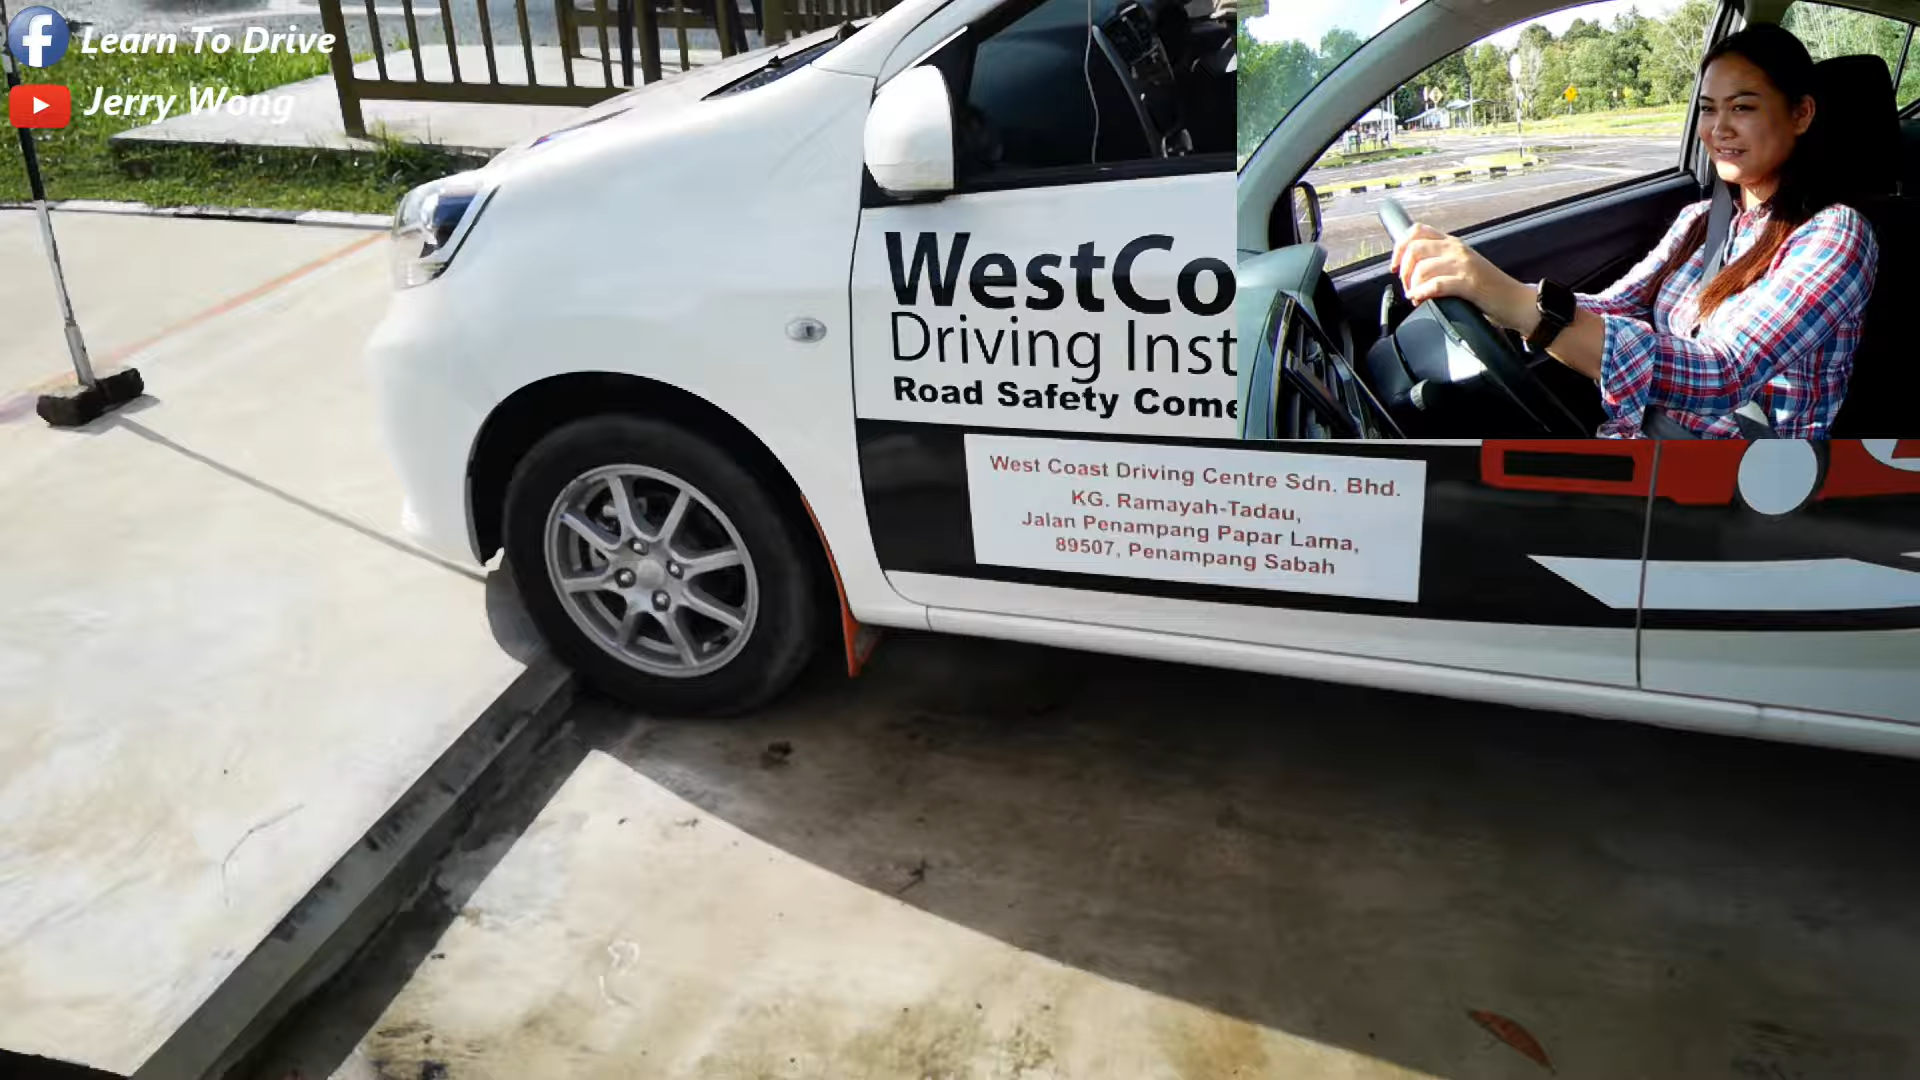 Learn To Drive
Jerry Wong
WestCo
Driving Inst
Road Safety Come
West Coast Driving Centre Sdn. Bhd.
KG. Ramayah-Tadau,
Jalan Penampang Papar Lama,
89507, Penampang Sabah